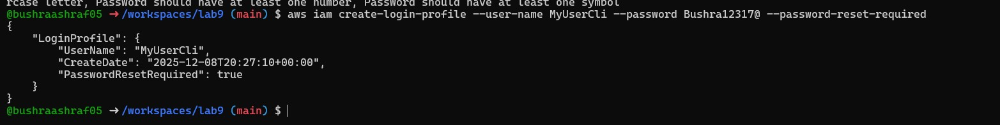 rcase letter, Password should have at least one number, Password should have at least one symbol
@bushraashraf05 ➜ /workspaces/lab9 (main) $ aws iam create-login-profile --user-name MyUserCli --password Bushra12317@ --password-reset-required
{
    "LoginProfile": {
        "UserName": "MyUserCli",
        "CreateDate": "2025-12-08T20:27:10+00:00",
        "PasswordResetRequired": true
    }
}
@bushraashraf05 ➜ /workspaces/lab9 (main) $